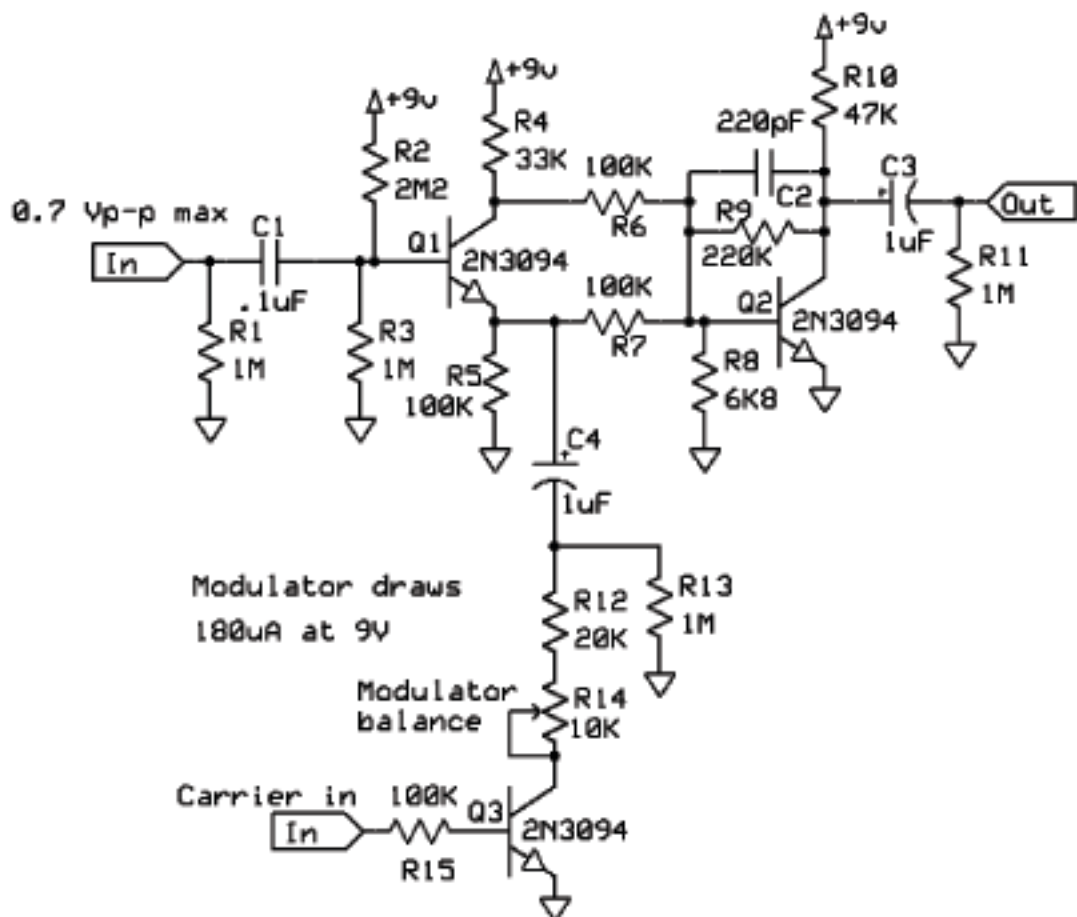 +9v
+9v
R10
47K
+9v
R4
33K
220pF
R2
2M2
100K
C3
C2
0.7 Vp-p max
C1
R6
R9
Out
Q1
1uF
In
2N3094
220K
R11
.1uF
100K
1M
Q2
2N3094
R1
R3
R7
1M
1M
R5
R8
100K
6K8
C4
1uF
Modulator draws
R12
R13
180uA at 9V
20K
1M
Modulator
R14
balance
10K
Carrier in
100K
Q3
In
2N3094
R15